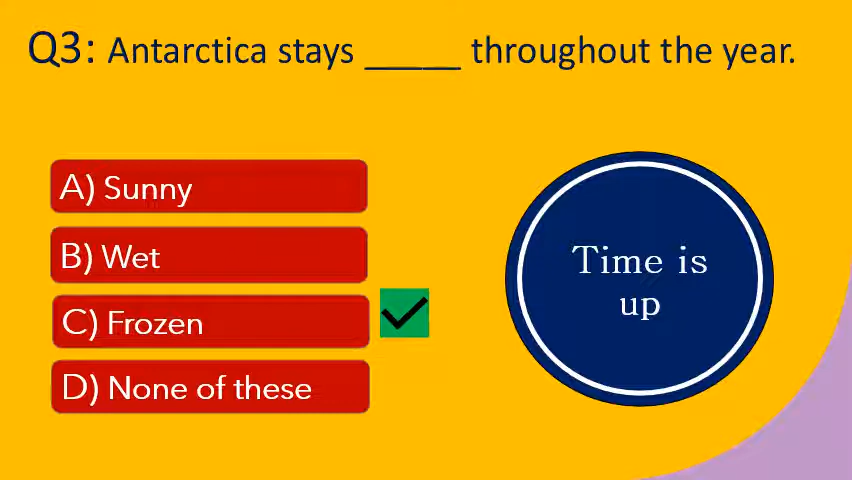 Q3: Antarctica stays _____ throughout the year.
A) Sunny
B) Wet
C) Frozen
D) None of these
Time is
up